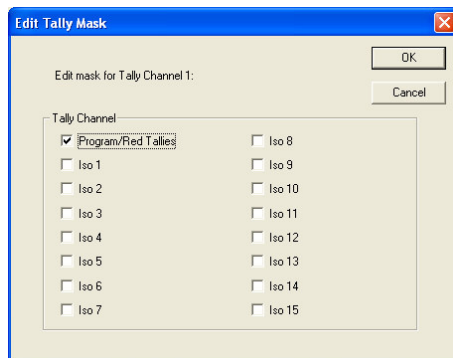 Edit Tally Mask
OK
Edit mask for Tally Channel 1:
Cancel
Tally Channel
Program/Red Tallies
Iso 8
Iso 1
Iso 9
Iso 2
Iso 10
Iso 3
Iso 11
Iso 4
Iso 12
Iso 5
Iso 13
Iso 6
Iso 14
Iso 7
Iso 15